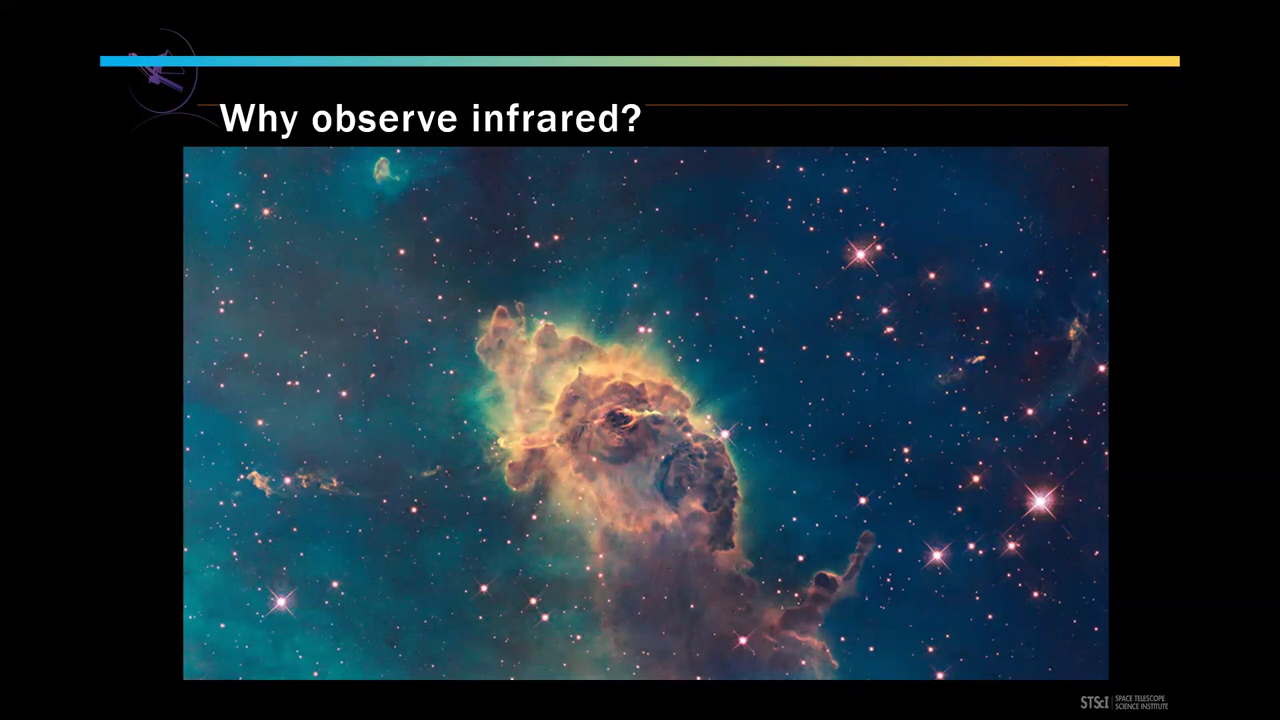 Why observe infrared?
STScI | SPACE TELESCOPE
SCIENCE INSTITUTE